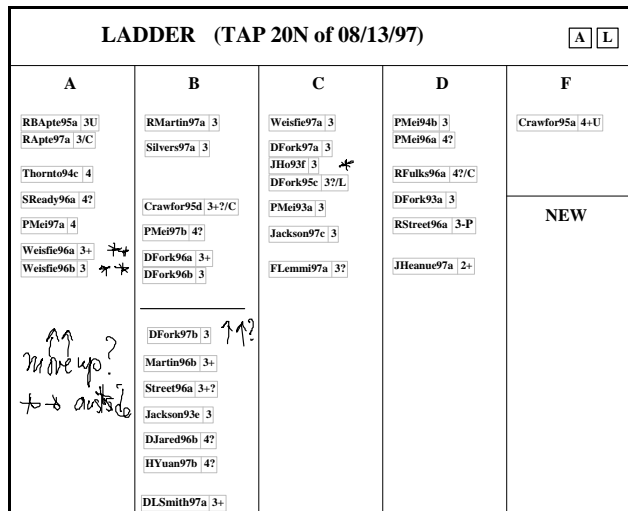 LADDER (TAP 20N of 08/13/97)
A L
A
RBApte95a 3U
RApte97a 3/C
Thornto94c 4
SReady96a 4?
PMei97a 4
Weisfie96a 3+ **
Weisfie96b 3 **
↑↑
move up?
** outside
B
RMartin97a 3
Silvers97a 3
Crawfor95d 3+?/C
PMei97b 4?
DFork96a 3+
DFork96b 3
DFork97b 3 ↑↑?
Martin96b 3+
Street96a 3+?
Jackson93e 3
DJared96b 4?
HYuan97b 4?
DLSmith97a 3+
C
Weisfie97a 3
DFork97a 3
JHo93f 3 *
DFork95c 3?/L
PMei93a 3
Jackson97c 3
FLemmi97a 3?
D
PMei94b 3
PMei96a 4?
RFulks96a 4?/C
DFork93a 3
RStreet96a 3-P
JHeanue97a 2+
F
Crawfor95a 4+U
NEW